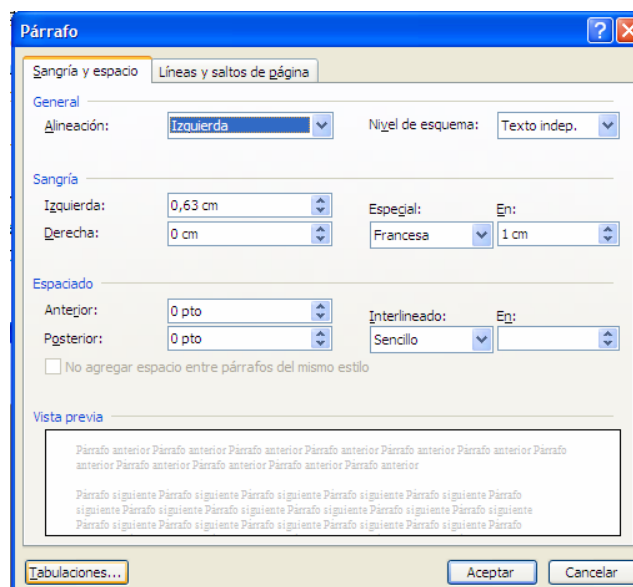 Párrafo
Sangría y espacio Líneas y saltos de página
General
Alineación: Izquierda Nivel de esquema: Texto indep.
Sangría
Izquierda: 0,63 cm Especial: En:
Derecha: 0 cm Francesa 1 cm
Espaciado
Anterior: 0 pto Interlineado: En:
Posterior: 0 pto Sencillo
No agregar espacio entre párrafos del mismo estilo
Vista previa
Párrafo anterior Párrafo anterior Párrafo anterior Párrafo anterior Párrafo anterior Párrafo anterior Párrafo
anterior Párrafo anterior Párrafo anterior Párrafo anterior Párrafo anterior
Párrafo siguiente Párrafo siguiente Párrafo siguiente Párrafo siguiente Párrafo siguiente Párrafo
siguiente Párrafo siguiente Párrafo siguiente Párrafo siguiente Párrafo siguiente Párrafo siguiente
Párrafo siguiente Párrafo siguiente Párrafo siguiente Párrafo siguiente Párrafo siguiente Párrafo
Tabulaciones... Aceptar Cancelar